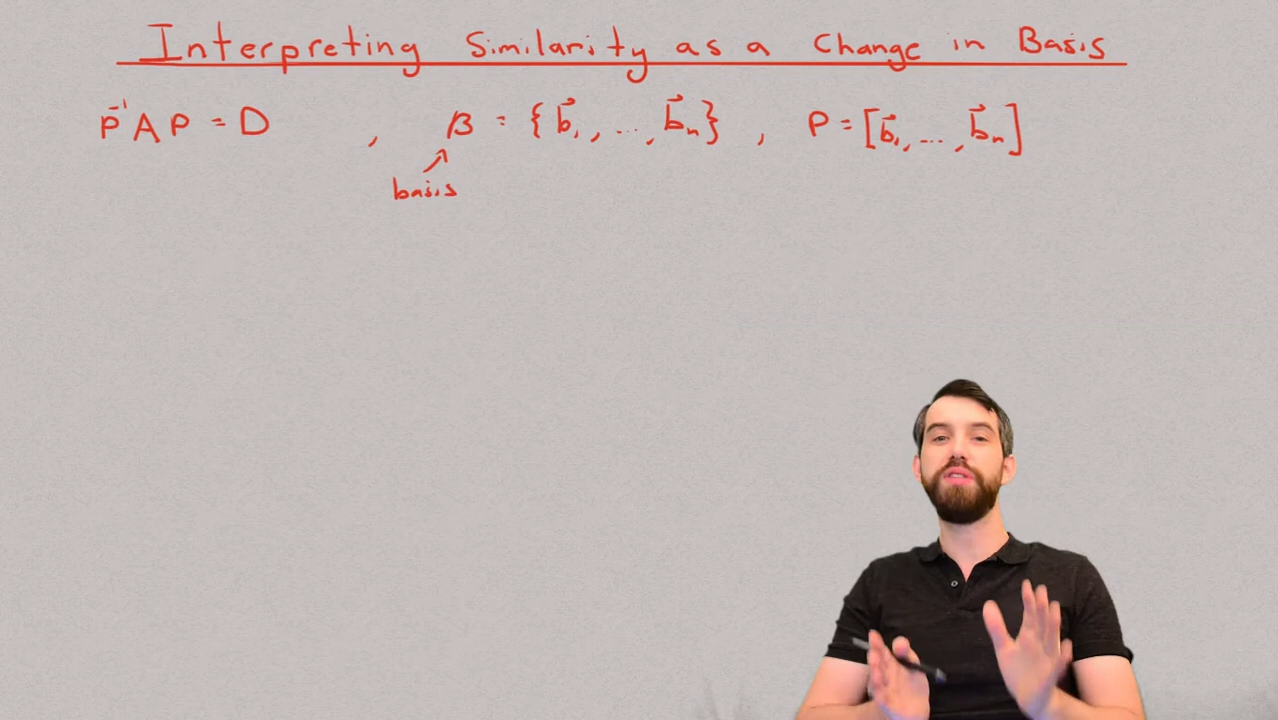 Interpreting Similarity as a Change in Basis
P⁻¹AP = D , β = {b⃗₁, ..., b⃗ₙ} , P = [b⃗₁, ..., b⃗ₙ]
basis